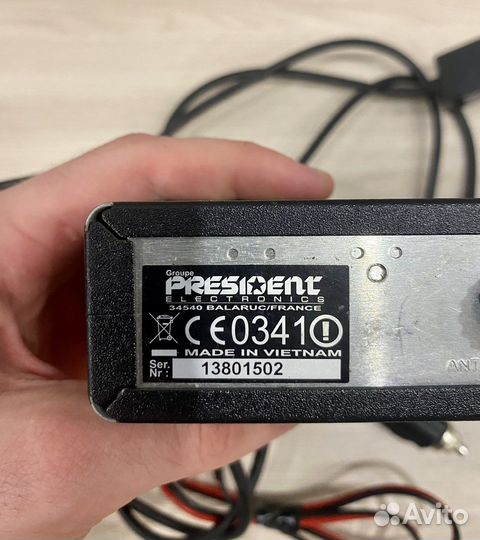 Groupe
PRESIDENT
ELECTRONICS
34540 BALARUC/FRANCE
CE0341!
MADE IN VIETNAM
Ser. Nr : 13801502
ANT
Avito